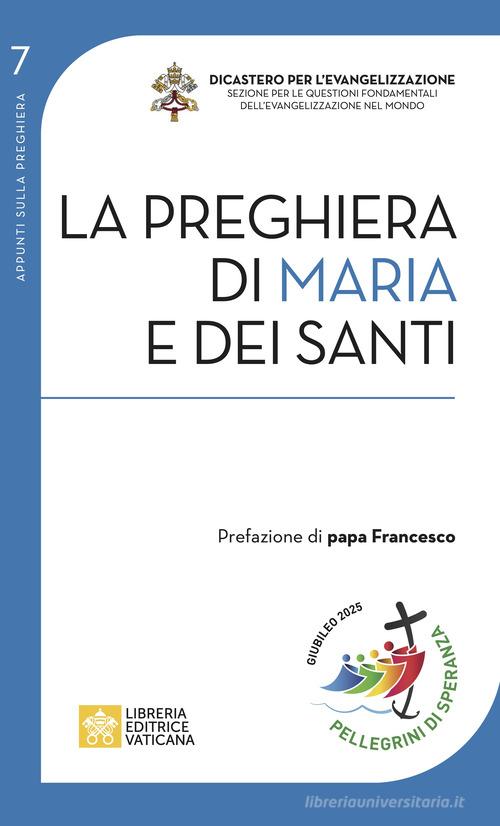 7
APPUNTI SULLA PREGHIERA
DICASTERO PER L'EVANGELIZZAZIONE
SEZIONE PER LE QUESTIONI FONDAMENTALI
DELL'EVANGELIZZAZIONE NEL MONDO
LA PREGHIERA
DI MARIA
E DEI SANTI
Prefazione di papa Francesco
GIUBILEO 2025
PELLEGRINI DI SPERANZA
LIBRERIA
EDITRICE
VATICANA
libreriauniversitaria.it